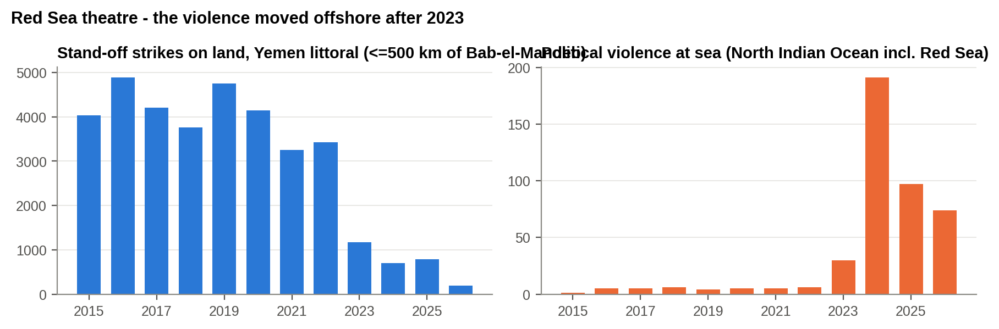 Red Sea theatre - the violence moved offshore after 2023
Stand-off strikes on land, Yemen littoral (<=500 km of Bab-el-Mandeb)
Political violence at sea (North Indian Ocean incl. Red Sea)
5000
4000
3000
2000
1000
0
2015 2017 2019 2021 2023 2025
200
150
100
50
0
2015 2017 2019 2021 2023 2025